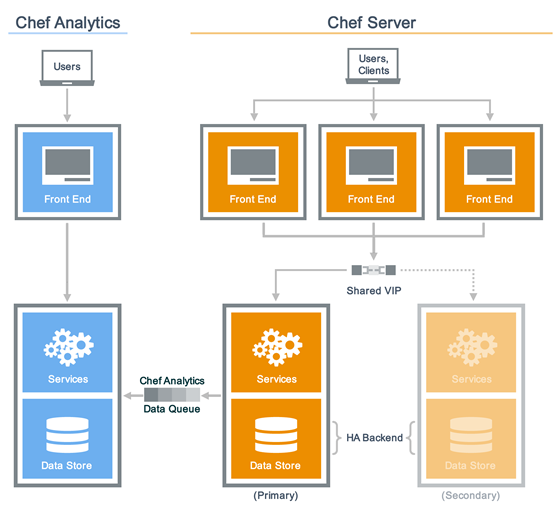 Chef Analytics
Chef Server
Users
Users,
Clients
Front End
Front End
Front End
Front End
Shared VIP
Services
Services
Services
Chef Analytics
Data Queue
HA Backend
Data Store
Data Store
Data Store
(Primary)
(Secondary)